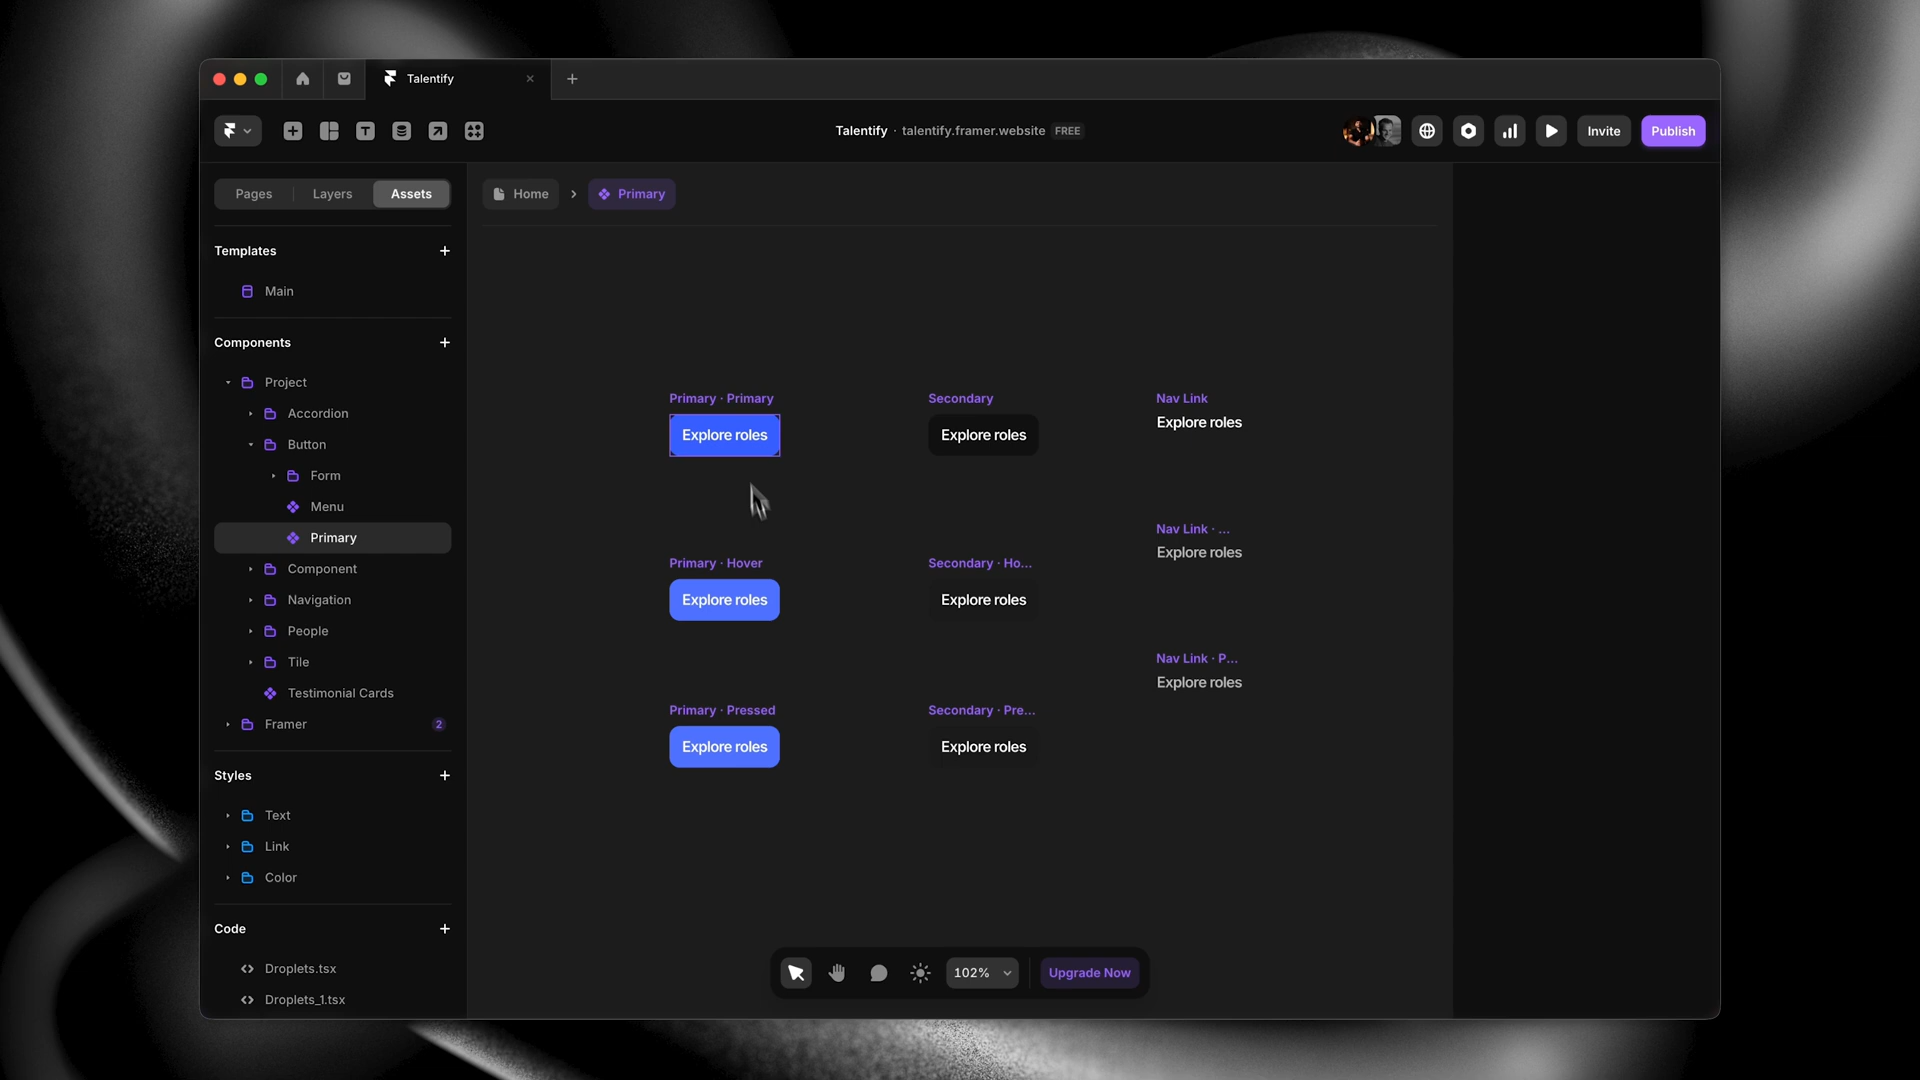 Talentify
Talentify · talentify.framer.website FREE
Invite
Publish
Pages
Layers
Assets
Home
Primary
Templates
Main
Components
Project
Accordion
Button
Form
Menu
Primary
Component
Navigation
People
Tile
Testimonial Cards
Framer
2
Styles
Text
Link
Color
Code
Droplets.tsx
Droplets_1.tsx
Primary · Primary
Explore roles
Secondary
Explore roles
Nav Link
Explore roles
Primary · Hover
Explore roles
Secondary · Ho...
Explore roles
Nav Link · ...
Explore roles
Primary · Pressed
Explore roles
Secondary · Pre...
Explore roles
Nav Link · P...
Explore roles
102%
Upgrade Now